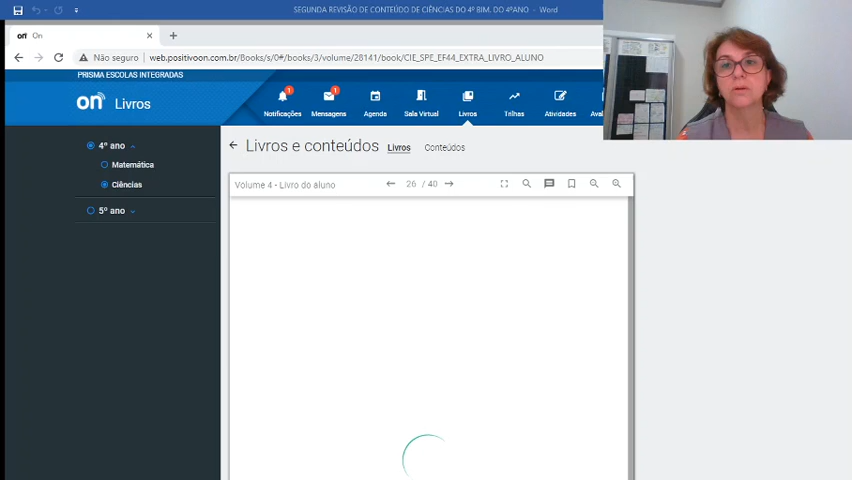 SEGUNDA REVISÃO DE CONTEÚDO DE CIÊNCIAS DO 4º BIM. DO 4ºANO - Word
On
Não seguro
web.positivoon.com.br/Books/s/0#/books/3/volume/28141/book/CIE_SPE_EF44_EXTRA_LIVRO_ALUNO
PRISMA ESCOLAS INTEGRADAS
on Livros
1
1
Notificações
Mensagens
Agenda
Sala Virtual
Livros
Trilhas
Atividades
4º ano
Matemática
Ciências
5º ano
Livros e conteúdos
Livros
Conteúdos
Volume 4 - Livro do aluno
26 / 40